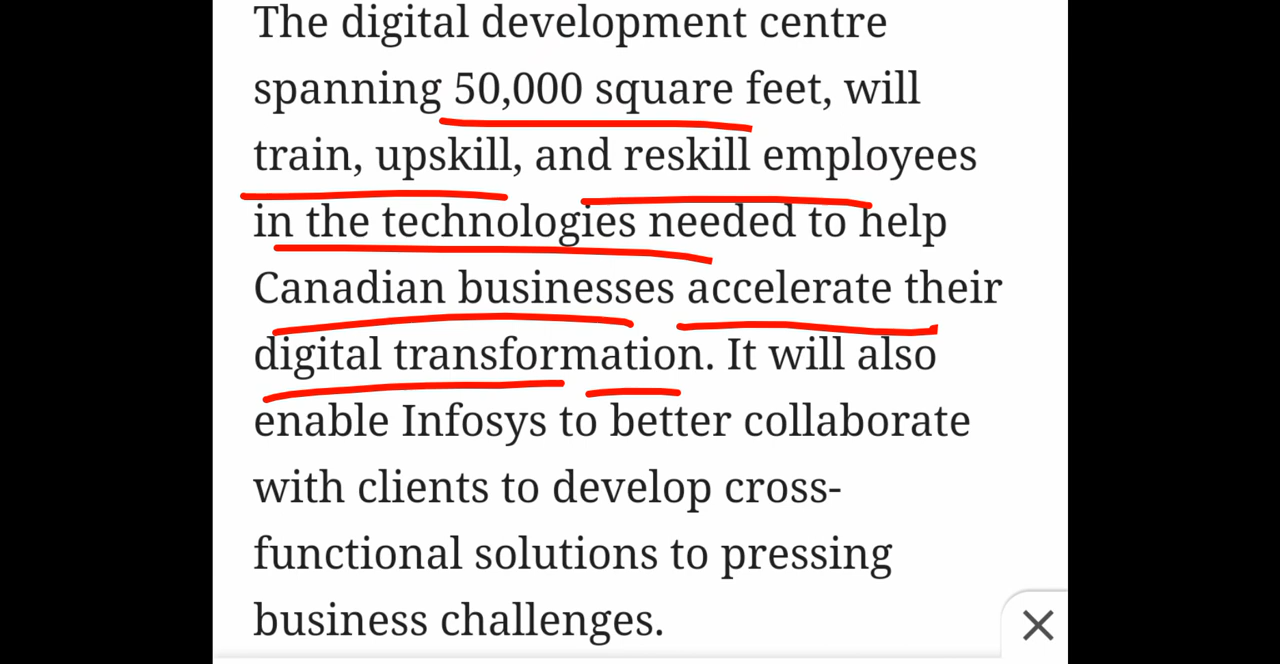 The digital development centre
spanning 50,000 square feet, will
train, upskill, and reskill employees
in the technologies needed to help
Canadian businesses accelerate their
digital transformation. It will also
enable Infosys to better collaborate
with clients to develop cross-
functional solutions to pressing
business challenges.